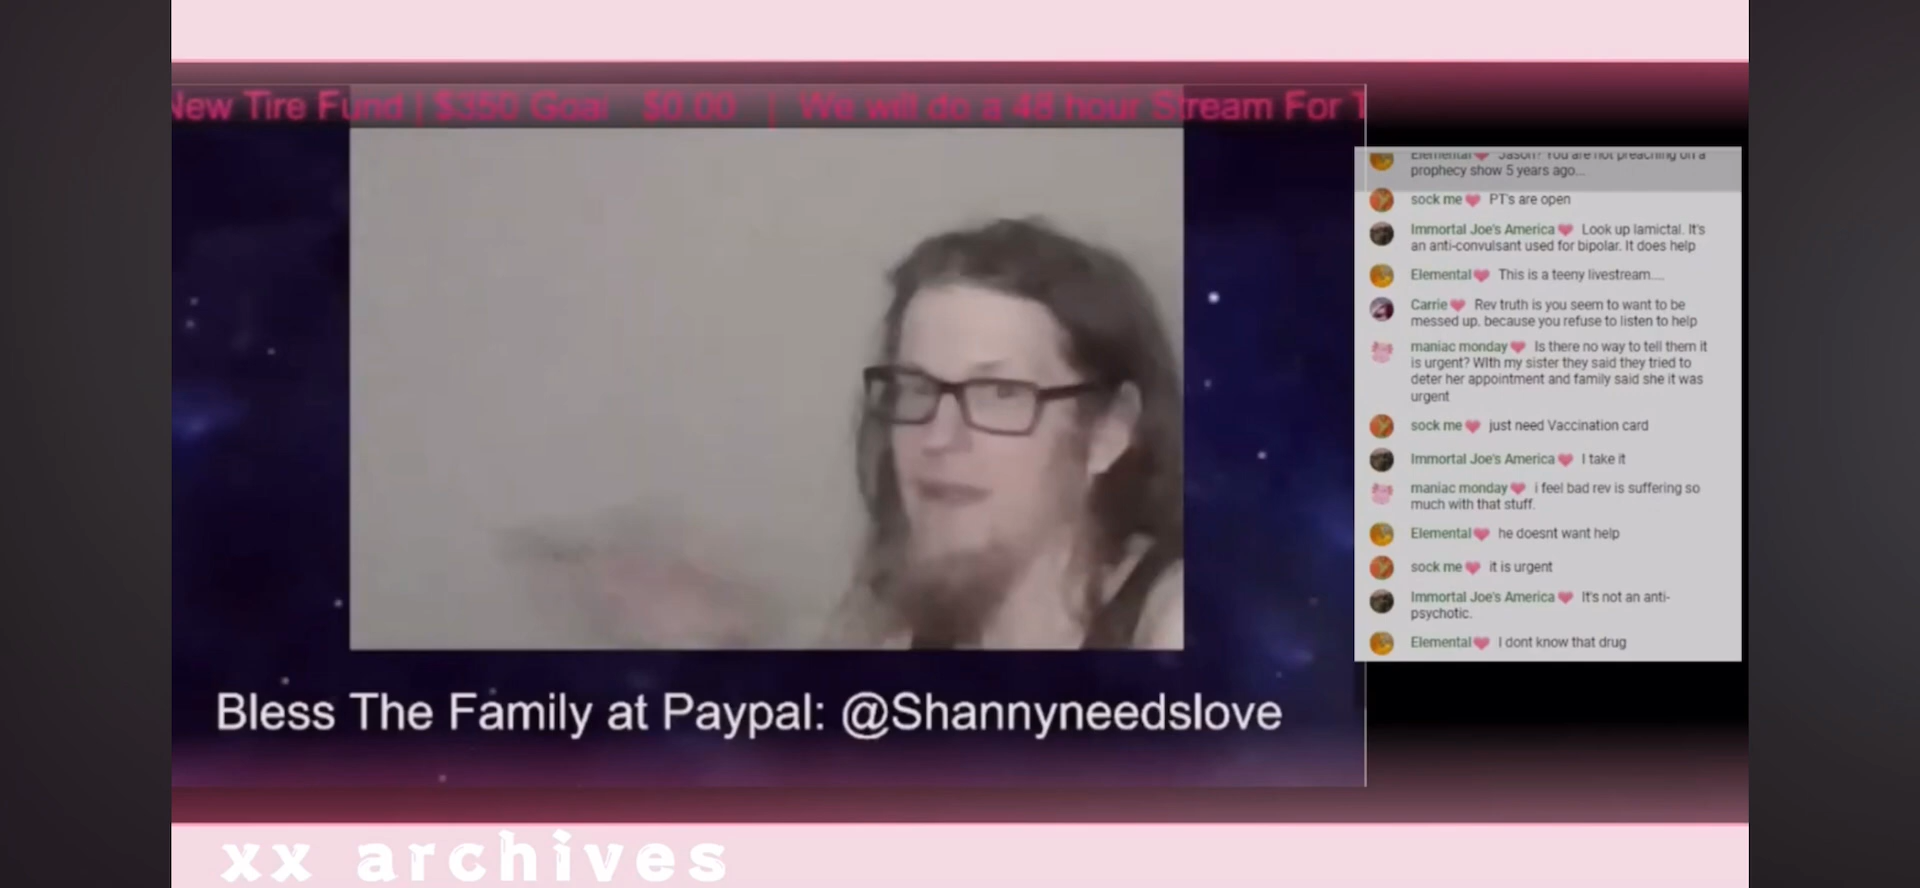 New Tire Fund | $350 Goal $0.00 | We will do a 48 hour Stream For T
Elemental Jason? You are not preaching on a
prophecy show 5 years ago...
sock me PT's are open
Immortal Joe's America Look up lamictal. It's
an anti-convulsant used for bipolar. It does help
Elemental This is a teeny livestream....
Carrie Rev truth is you seem to want to be
messed up, because you refuse to listen to help
maniac monday Is there no way to tell them it
is urgent? WIth my sister they said they tried to
deter her appointment and family said she it was
urgent
sock me just need Vaccination card
Immortal Joe's America I take it
maniac monday i feel bad rev is suffering so
much with that stuff.
Elemental he doesnt want help
sock me it is urgent
Immortal Joe's America It's not an anti-
psychotic.
Elemental I dont know that drug
Bless The Family at Paypal: @Shannyneedslove
xx archives